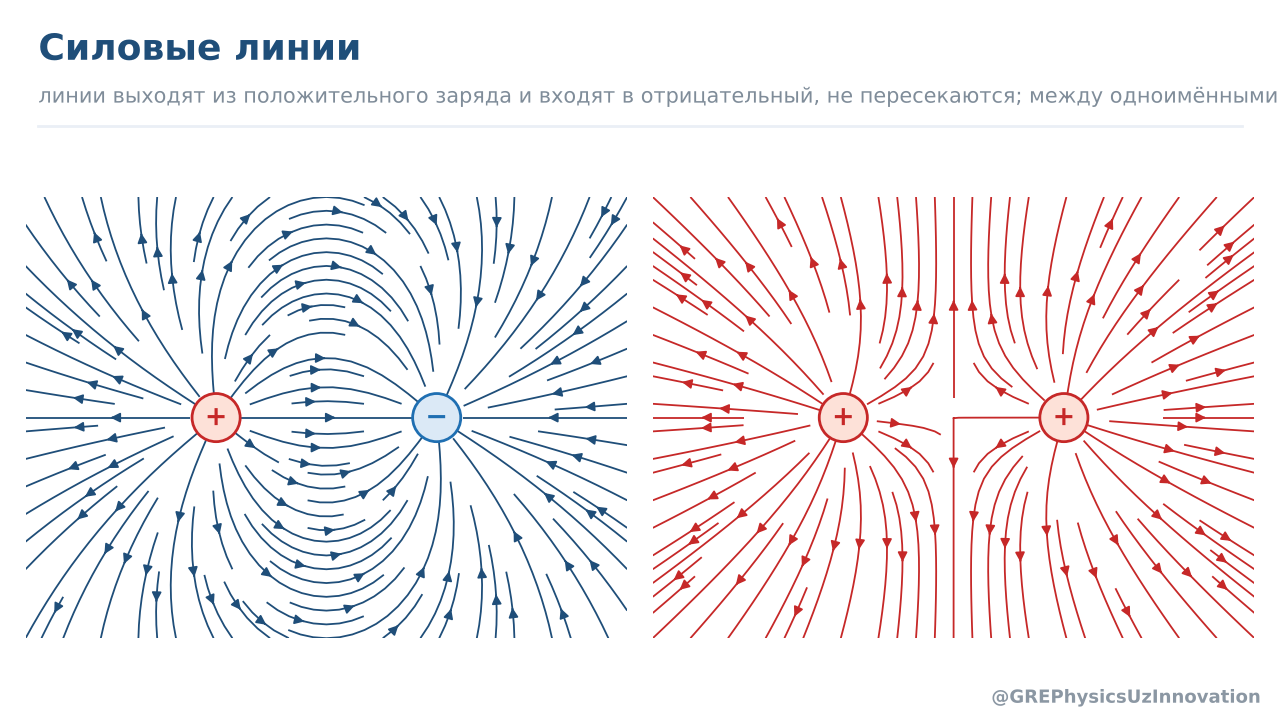 Силовые линии
линии выходят из положительного заряда и входят в отрицательный, не пересекаются; между одноимёнными
+ − + +
@GREPhysicsUzInnovation